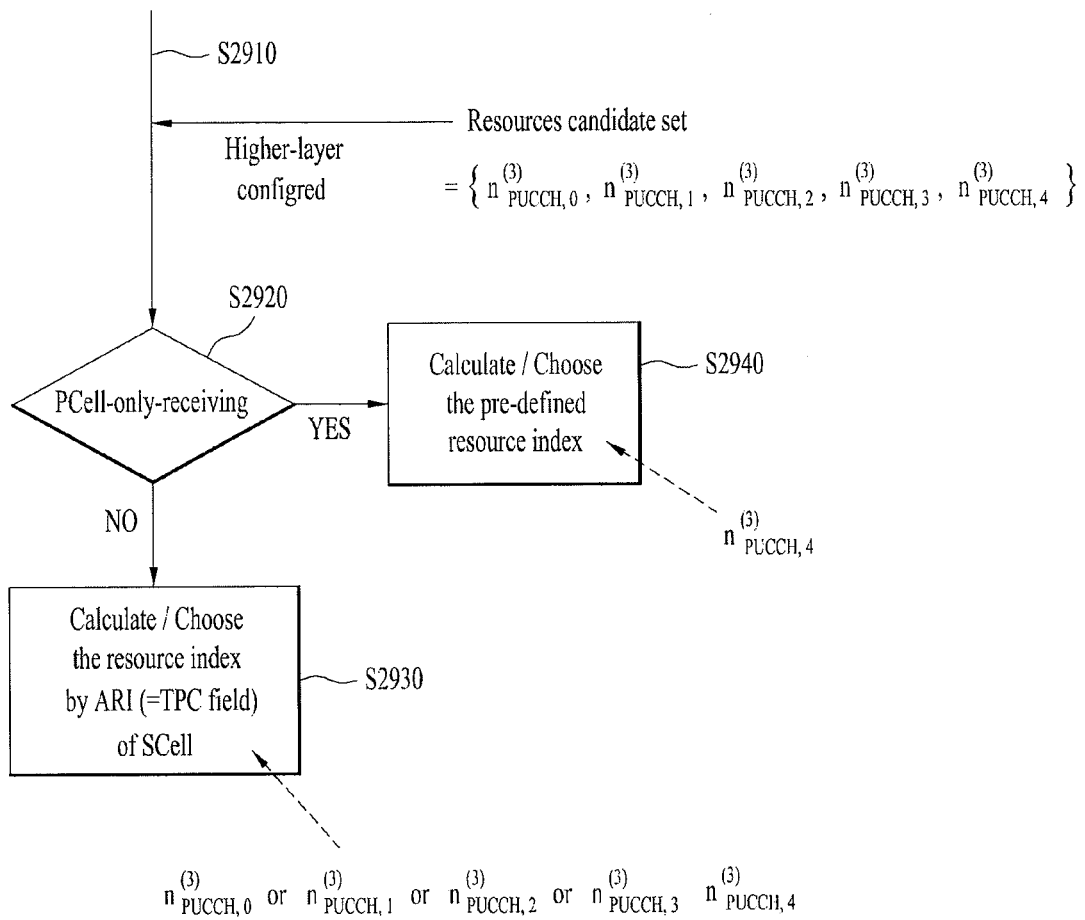 S2910
Resources candidate set
Higher-layer
configred
= { n^{(3)}_{PUCCH, 0} , n^{(3)}_{PUCCH, 1} , n^{(3)}_{PUCCH, 2} , n^{(3)}_{PUCCH, 3} , n^{(3)}_{PUCCH, 4} }
S2920
PCell-only-receiving
YES
Calculate / Choose
the pre-defined
resource index
S2940
n^{(3)}_{PUCCH, 4}
NO
Calculate / Choose
the resource index
by ARI (=TPC field)
of SCell
S2930
n^{(3)}_{PUCCH, 0} or n^{(3)}_{PUCCH, 1} or n^{(3)}_{PUCCH, 2} or n^{(3)}_{PUCCH, 3} n^{(3)}_{PUCCH, 4}